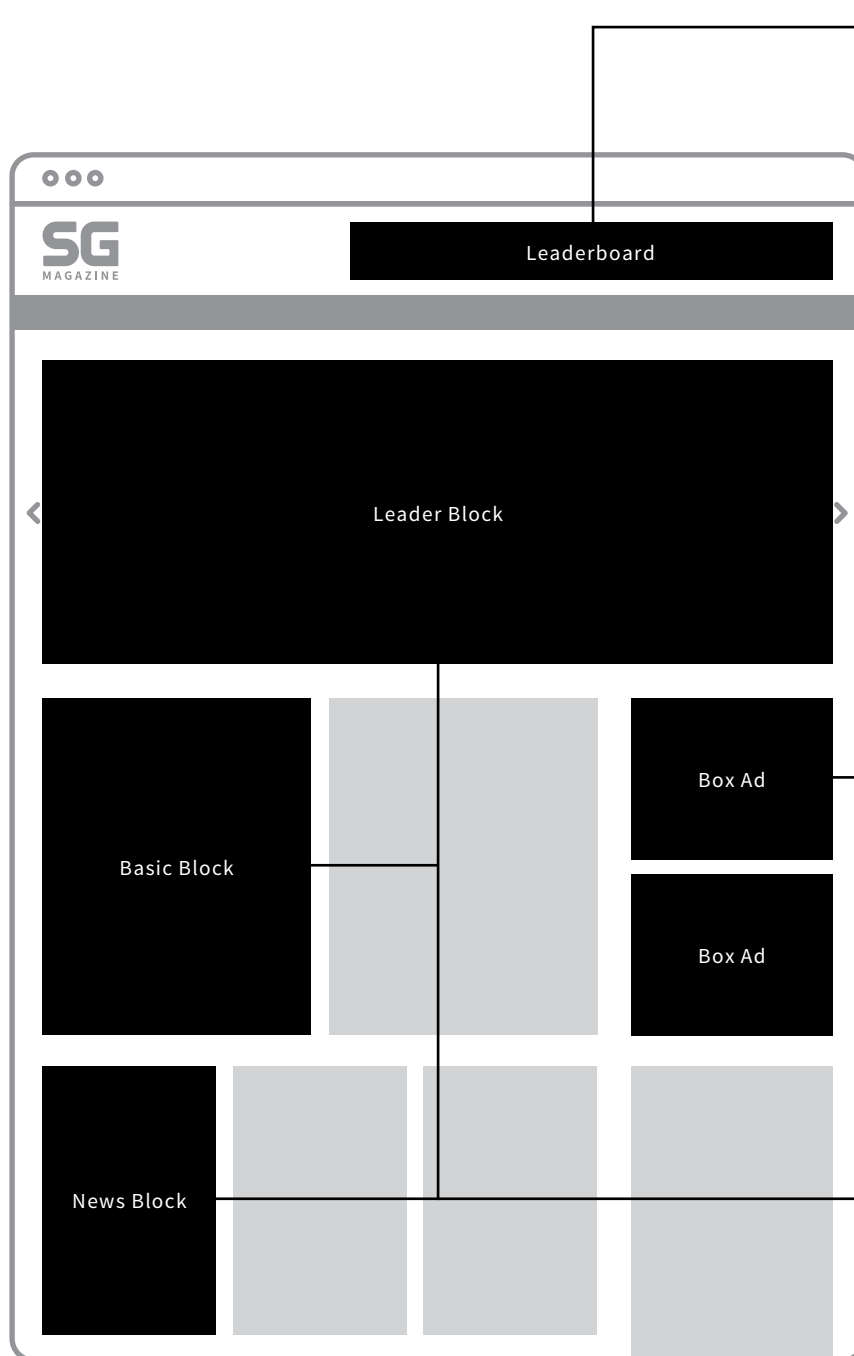 SG
MAGAZINE
Leaderboard
Leader Block
Basic Block
Box Ad
Box Ad
News Block